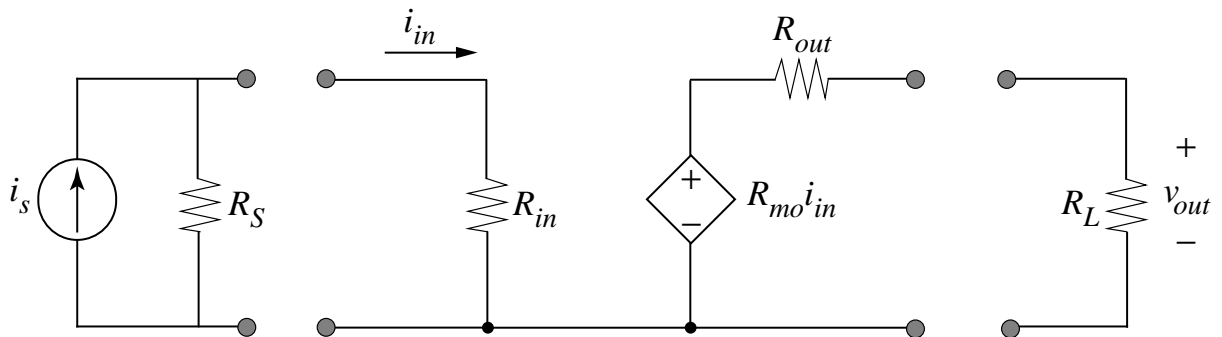 i_in
R_out
i_s
R_S
R_in
+
−
R_mo i_in
R_L
+
v_out
−